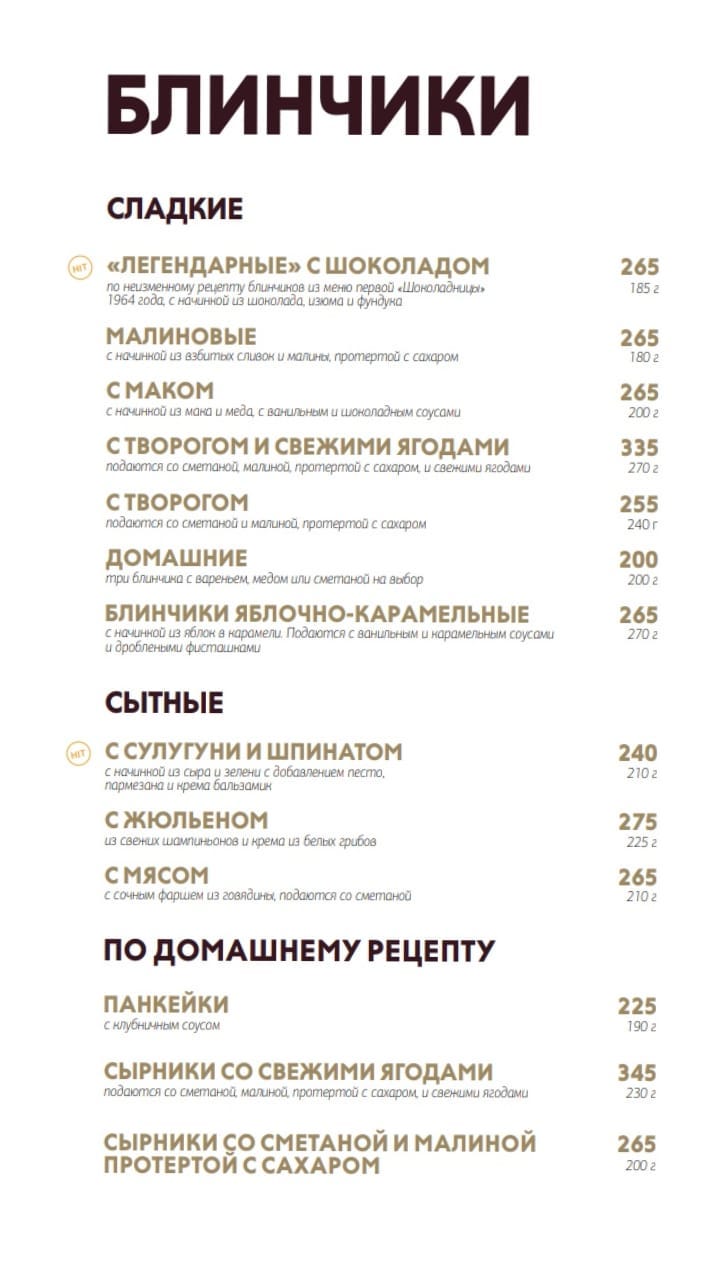 БЛИНЧИКИ
СЛАДКИЕ
HIT «ЛЕГЕНДАРНЫЕ» С ШОКОЛАДОМ 265
по неизменному рецепту блинчиков из меню первой «Шоколадницы» 185 г
1964 года, с начинкой из шоколада, изюма и фундука
МАЛИНОВЫЕ 265
с начинкой из взбитых сливок и малины, протертой с сахаром 180 г
С МАКОМ 265
с начинкой из мака и меда, с ванильным и шоколадным соусами 200 г
С ТВОРОГОМ И СВЕЖИМИ ЯГОДАМИ 335
подаются со сметаной, малиной, протертой с сахаром, и свежими ягодами 270 г
С ТВОРОГОМ 255
подаются со сметаной и малиной, протертой с сахаром 240 г
ДОМАШНИЕ 200
три блинчика с вареньем, медом или сметаной на выбор 200 г
БЛИНЧИКИ ЯБЛОЧНО-КАРАМЕЛЬНЫЕ 265
с начинкой из яблок в карамели. Подаются с ванильным и карамельным соусами 270 г
и дроблеными фисташками
СЫТНЫЕ
HIT С СУЛУГУНИ И ШПИНАТОМ 240
с начинкой из сыра и зелени с добавлением песто, 210 г
пармезана и крема бальзамик
С ЖЮЛЬЕНОМ 275
из свежих шампиньонов и крема из белых грибов 225 г
С МЯСОМ 265
с сочным фаршем из говядины, подаются со сметаной 210 г
ПО ДОМАШНЕМУ РЕЦЕПТУ
ПАНКЕЙКИ 225
с клубничным соусом 190 г
СЫРНИКИ СО СВЕЖИМИ ЯГОДАМИ 345
подаются со сметаной, малиной, протертой с сахаром, и свежими ягодами 230 г
СЫРНИКИ СО СМЕТАНОЙ И МАЛИНОЙ 265
ПРОТЕРТОЙ С САХАРОМ 200 г